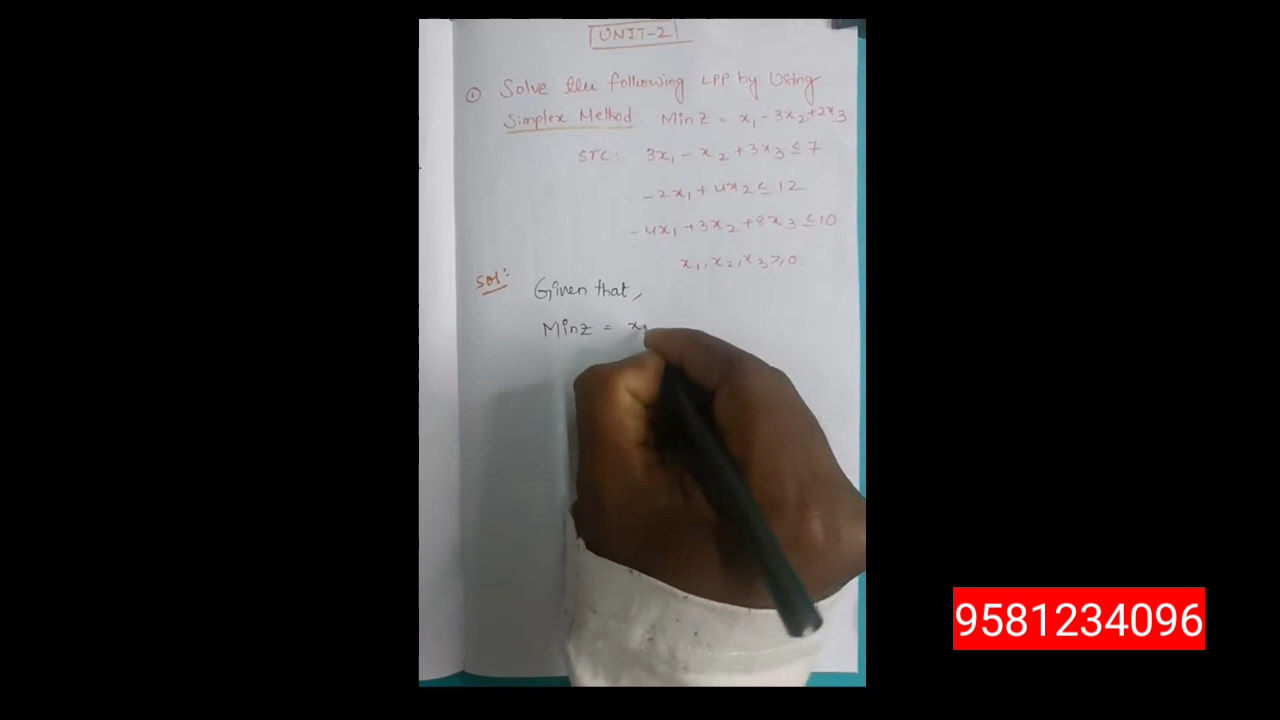 UNIT-2
① Solve the following LPP by Using
Simplex Method. Min Z = x₁ - 3x₂ + 2x₃
STC: 3x₁ - x₂ + 3x₃ ≤ 7
-2x₁ + 4x₂ ≤ 12
-4x₁ + 3x₂ + 8x₃ ≤ 10
x₁, x₂, x₃ ≥ 0.
Sol:
Given that,
Min Z = x₁
9581234096